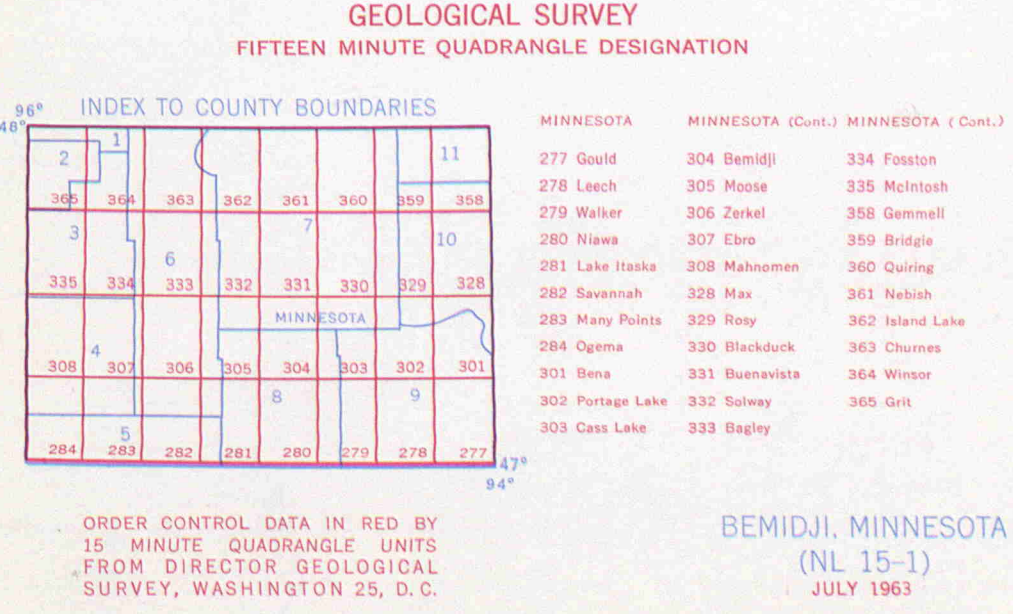 GEOLOGICAL SURVEY
FIFTEEN MINUTE QUADRANGLE DESIGNATION
INDEX TO COUNTY BOUNDARIES
96°
48°
1
2
11
365 364 363 362 361 360 359 358
3
7
10
6
335 334 333 332 331 330 329 328
MINNESOTA
4
308 307 306 305 304 303 302 301
8
9
5
284 283 282 281 280 279 278 277
47°
94°
MINNESOTA
277 Gould
278 Leech
279 Walker
280 Niawa
281 Lake Itaska
282 Savannah
283 Many Points
284 Ogema
301 Bena
302 Portage Lake
303 Cass Lake
MINNESOTA (Cont.)
304 Bemidji
305 Moose
306 Zerkel
307 Ebro
308 Mahnomen
328 Max
329 Rosy
330 Blackduck
331 Buenavista
332 Solway
333 Bagley
MINNESOTA (Cont.)
334 Fosston
335 McIntosh
358 Gemmell
359 Bridgie
360 Quiring
361 Nebish
362 Island Lake
363 Churnes
364 Winsor
365 Grit
ORDER CONTROL DATA IN RED BY
15 MINUTE QUADRANGLE UNITS
FROM DIRECTOR GEOLOGICAL
SURVEY, WASHINGTON 25, D.C.
BEMIDJI, MINNESOTA
(NL 15-1)
JULY 1963